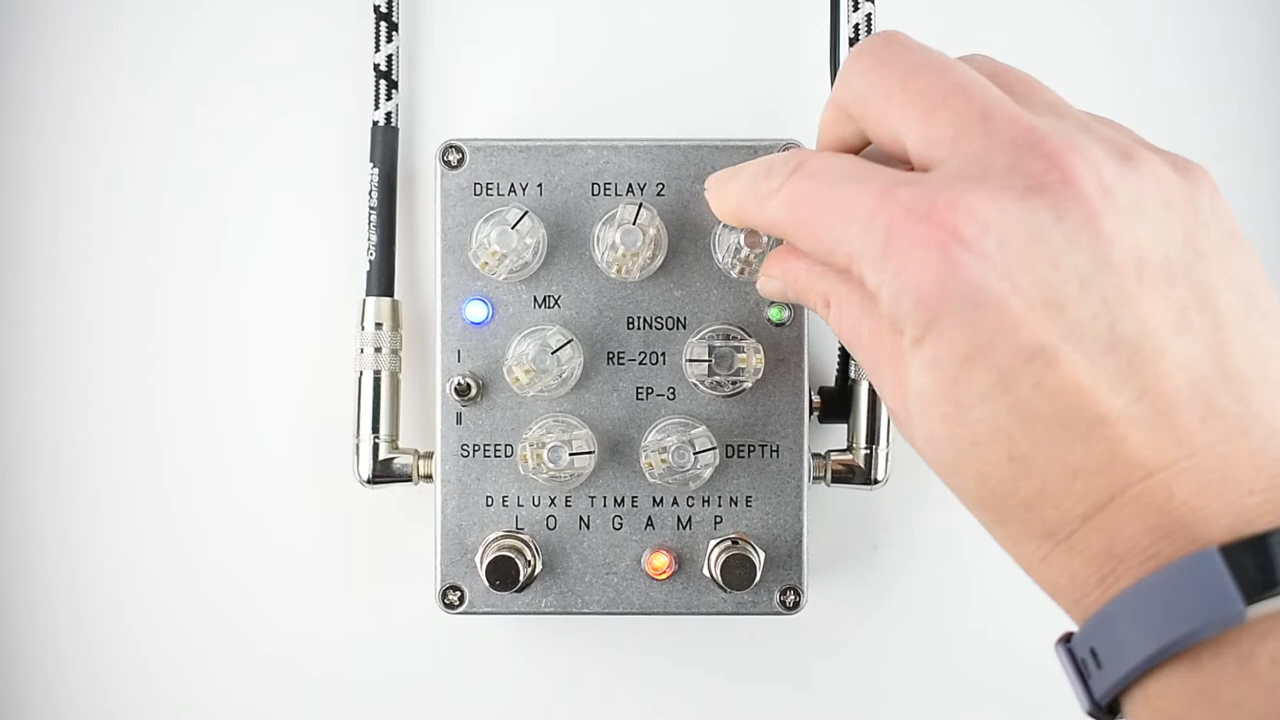 Original Series
DELAY 1 DELAY 2
MIX
BINSON
I
RE-201
EP-3
II
SPEED
DEPTH
DELUXE TIME MACHINE
LONGAMP